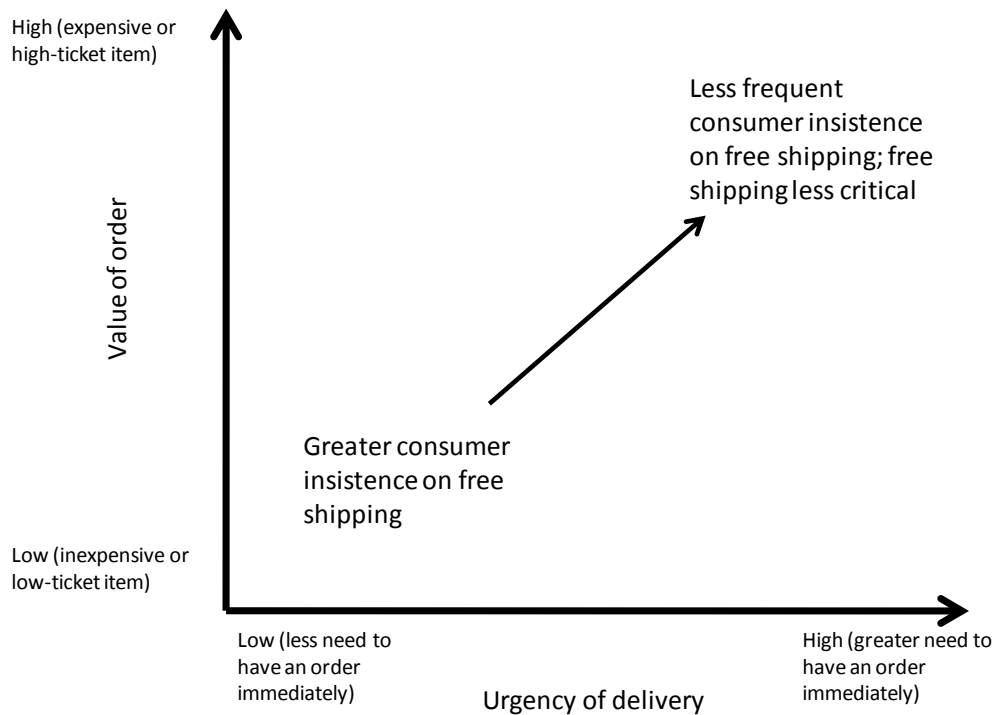 High (expensive or
high-ticket item)
Less frequent
consumer insistence
on free shipping; free
shipping less critical
Value of order
Greater consumer
insistence on free
shipping
Low (inexpensive or
low-ticket item)
Low (less need to
have an order
immediately)
High (greater need to
have an order
immediately)
Urgency of delivery